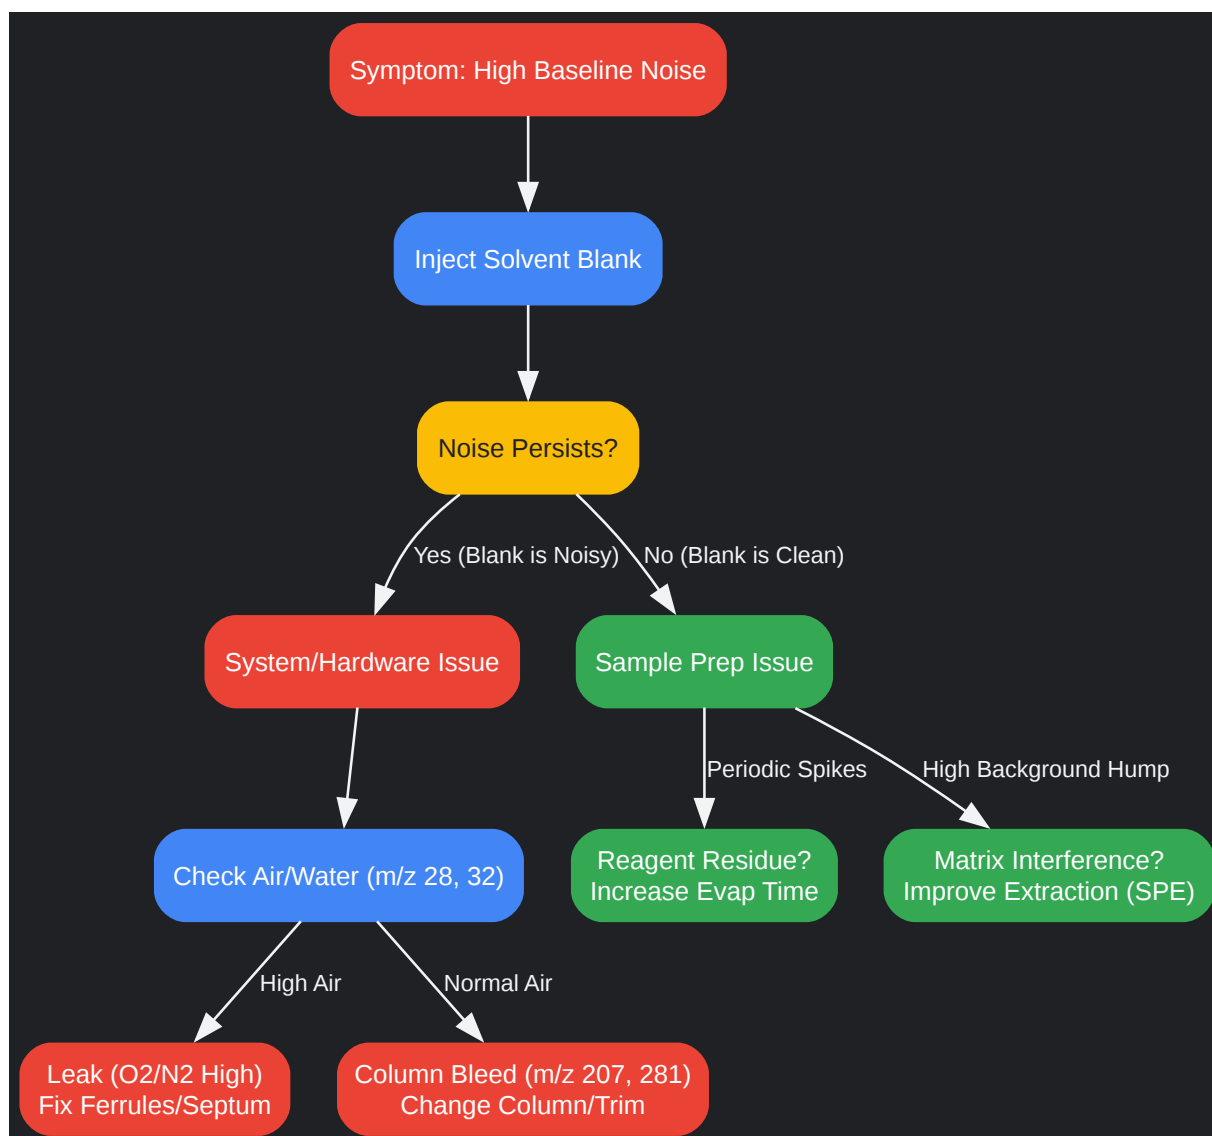 Symptom: High Baseline Noise
Inject Solvent Blank
Noise Persists?
Yes (Blank is Noisy)
No (Blank is Clean)
System/Hardware Issue
Sample Prep Issue
Periodic Spikes
High Background Hump
Check Air/Water (m/z 28, 32)
Reagent Residue?
Increase Evap Time
Matrix Interference?
Improve Extraction (SPE)
High Air
Normal Air
Leak (O2/N2 High)
Fix Ferrules/Septum
Column Bleed (m/z 207, 281)
Change Column/Trim